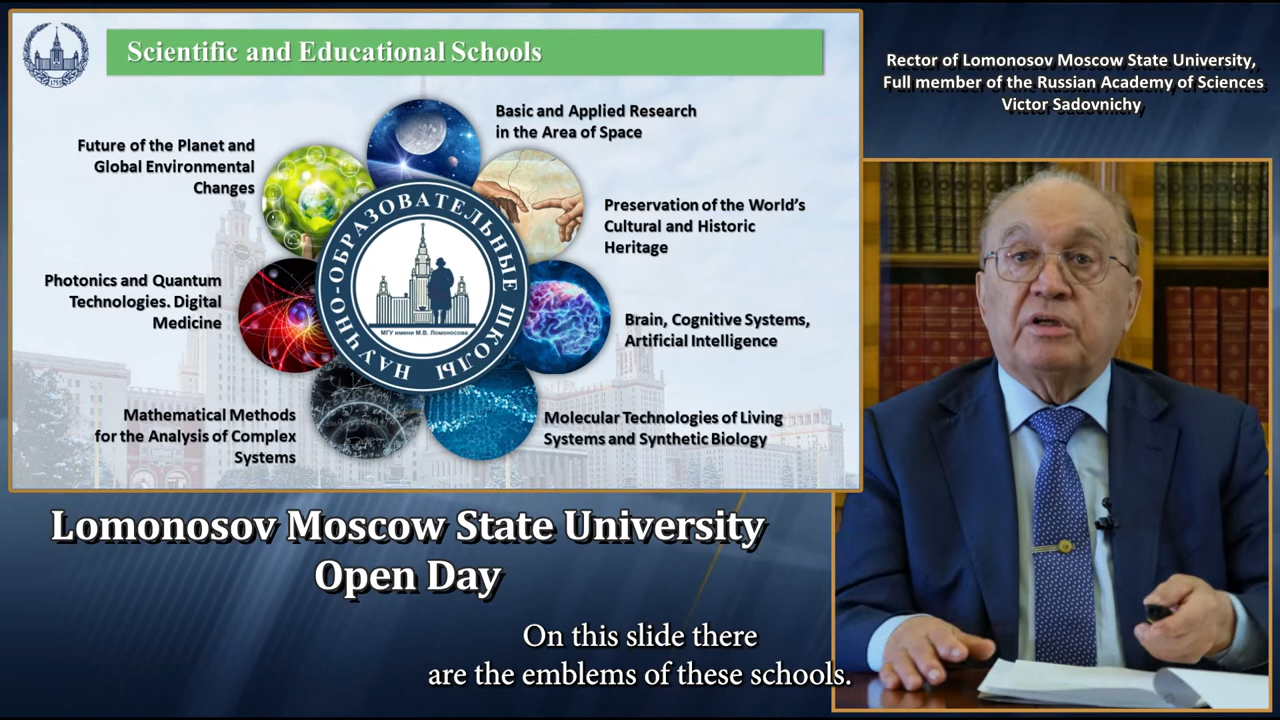 Scientific and Educational Schools
Rector of Lomonosov Moscow State University,
Full member of the Russian Academy of Sciences
Victor Sadovnichy
Basic and Applied Research
in the Area of Space
Future of the Planet and
Global Environmental
Changes
Preservation of the World's
Cultural and Historic
Heritage
Photonics and Quantum
Technologies. Digital
Medicine
Brain, Cognitive Systems,
Artificial Intelligence
Mathematical Methods
for the Analysis of Complex
Systems
Molecular Technologies of Living
Systems and Synthetic Biology
НАУЧНО-ОБРАЗОВАТЕЛЬНЫЕ ШКОЛЫ
МГУ имени М.В. Ломоносова
1755
Lomonosov Moscow State University
Open Day
On this slide there
are the emblems of these schools.